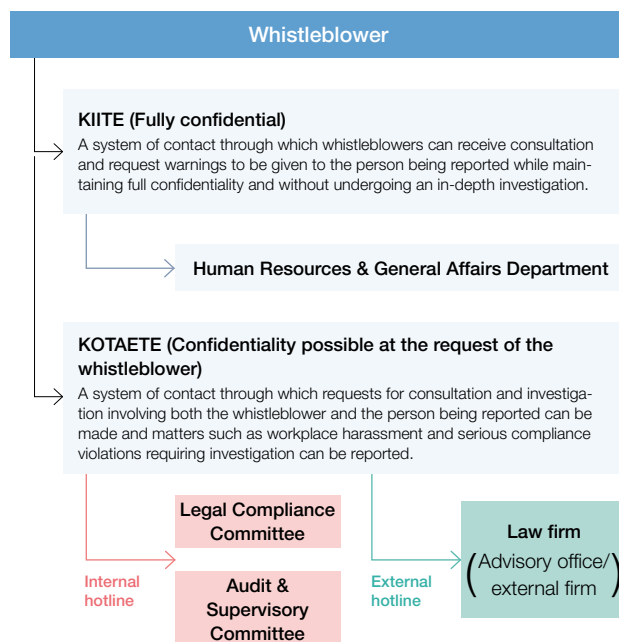 Whistleblower
KIITE (Fully confidential)
A system of contact through which whistleblowers can receive consultation
and request warnings to be given to the person being reported while main-
taining full confidentiality and without undergoing an in-depth investigation.
Human Resources & General Affairs Department
KOTAETE (Confidentiality possible at the request of the
whistleblower)
A system of contact through which requests for consultation and investiga-
tion involving both the whistleblower and the person being reported can be
made and matters such as workplace harassment and serious compliance
violations requiring investigation can be reported.
Internal
hotline
Legal Compliance
Committee
Audit &
Supervisory
Committee
External
hotline
Law firm
(Advisory office/
external firm)